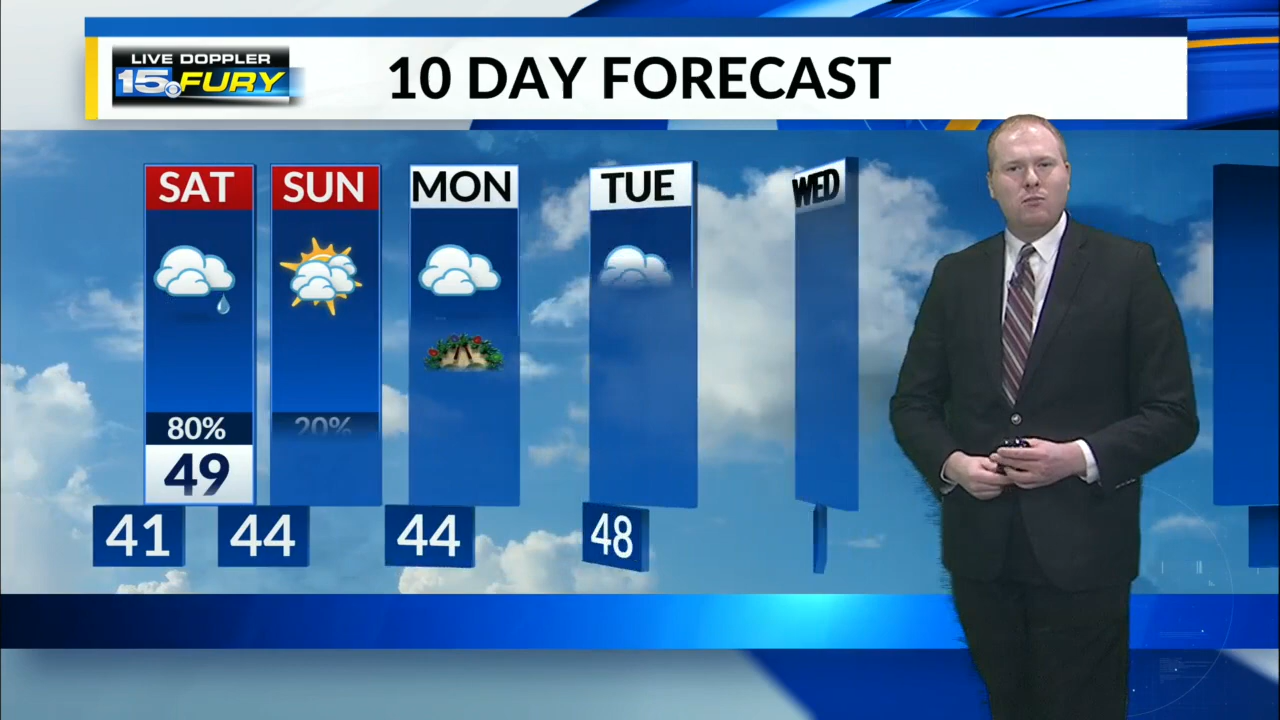 LIVE DOPPLER
15 FURY
10 DAY FORECAST
SAT SUN MON TUE WED
80% 20%
49
41 44 44 48